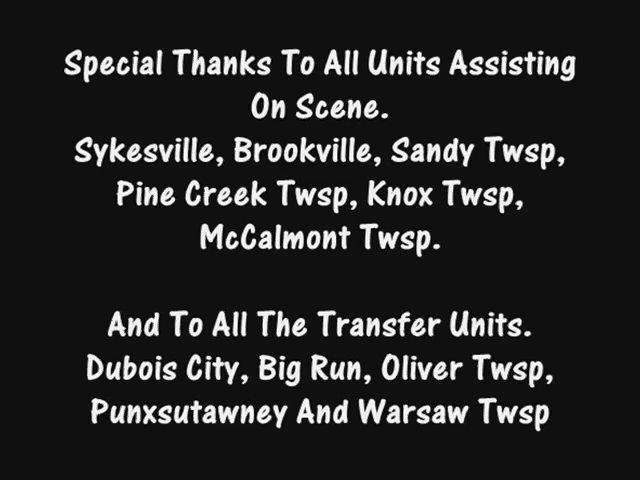 Special Thanks To All Units Assisting
On Scene.
Sykesville, Brookville, Sandy Twsp,
Pine Creek Twsp, Knox Twsp,
McCalmont Twsp.
And To All The Transfer Units.
Dubois City, Big Run, Oliver Twsp,
Punxsutawney And Warsaw Twsp